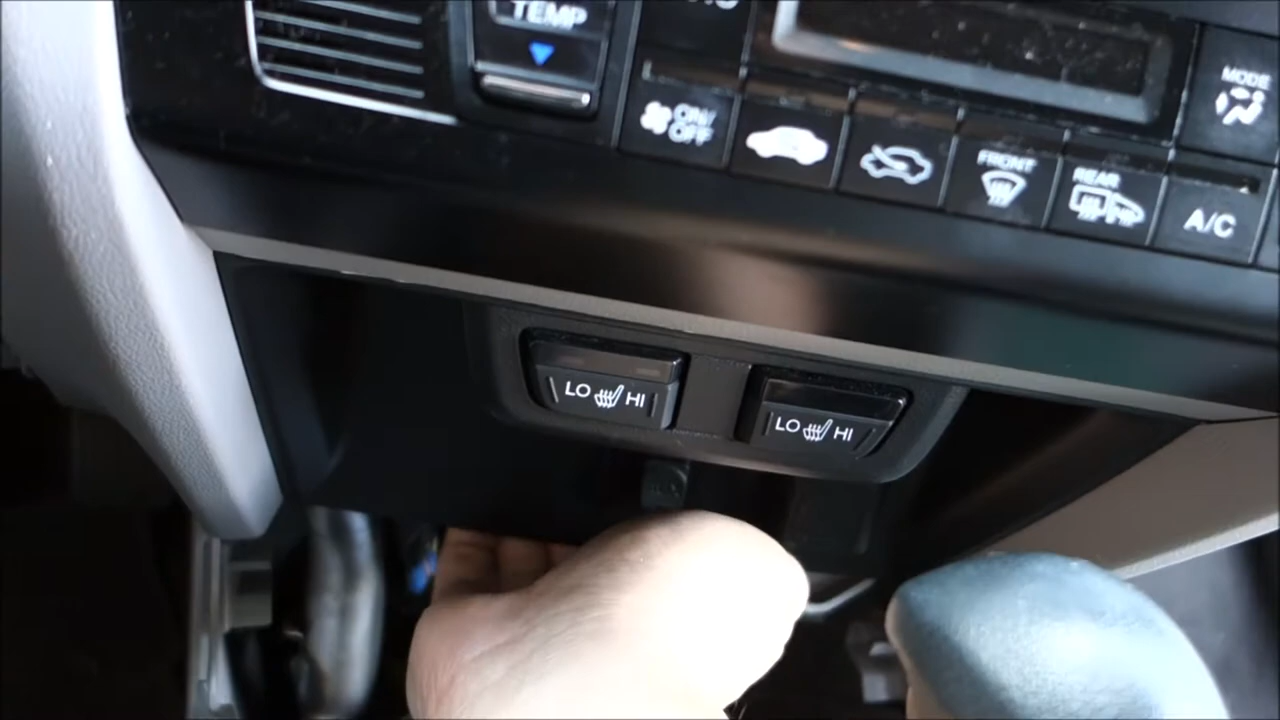 TEMP
MODE
ON/
OFF
FRONT
REAR
A/C
LO HI
LO HI